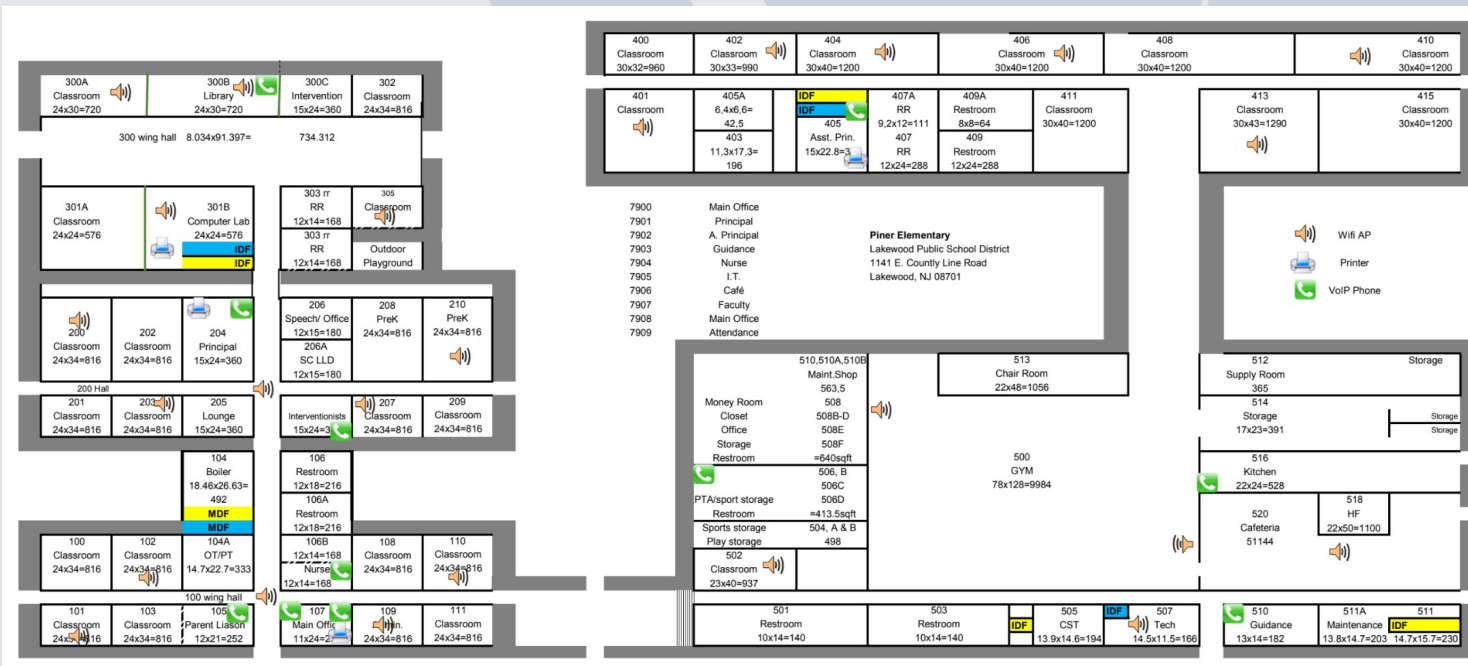 400
Classroom
30x32=960
402
Classroom
30x33=990
404
Classroom
30x40=1200
406
Classroom
30x40=1200
408
Classroom
30x40=1200
410
Classroom
30x40=1200
300A
Classroom
24x30=720
300B
Library
24x30=720
300C
Intervention
15x24=360
302
Classroom
24x34=816
300 wing hall 8.034x91.397= 734.312
401
Classroom
405A
6,4x6,6=
42,5
403
11,3x17,3=
196
IDF
IDF
405
Asst. Prin.
15x22.8=3
407A
RR
9,2x12=111
407
RR
12x24=288
409A
Restroom
8x8=64
409
Restroom
12x24=288
411
Classroom
30x40=1200
413
Classroom
30x43=1290
415
Classroom
30x40=1200
301A
Classroom
24x24=576
301B
Computer Lab
24x24=576
IDF
IDF
303 rr
RR
12x14=168
303 rr
RR
12x14=168
305
Classroom
Outdoor
Playground
7900 Main Office
7901 Principal
7902 A. Principal
7903 Guidance
7904 Nurse
7905 I.T.
7906 Café
7907 Faculty
7908 Main Office
7909 Attendance
Piner Elementary
Lakewood Public School District
1141 E. Countly Line Road
Lakewood, NJ 08701
Wifi AP
Printer
VoIP Phone
200
Classroom
24x34=816
202
Classroom
24x34=816
204
Principal
15x24=360
206
Speech/ Office
12x15=180
206A
SC LLD
12x15=180
208
PreK
24x34=816
210
PreK
24x34=816
200 Hall
201
Classroom
24x34=816
203
Classroom
24x34=816
205
Lounge
15x24=360
Interventionists
15x24=3
207
Classroom
24x34=816
209
Classroom
24x34=816
510,510A,510B
Maint.Shop
563,5
Money Room 508
Closet 508B-D
Office 508E
Storage 508F
Restroom =640sqft
506, B
506C
PTA/sport storage 506D
Restroom =413.5sqft
Sports storage 504, A & B
Play storage 498
502
Classroom
23x40=937
513
Chair Room
22x48=1056
500
GYM
78x128=9984
512
Supply Room
365
Storage
514
Storage
17x23=391
Storage
Storage
516
Kitchen
22x24=528
518
HF
22x50=1100
520
Cafeteria
51144
104
Boiler
18.46x26.63=
492
MDF
MDF
106
Restroom
12x18=216
106A
Restroom
12x18=216
100
Classroom
24x34=816
102
Classroom
24x34=816
104A
OT/PT
14.7x22.7=333
106B
12x14=168
Nurse
12x14=168
108
Classroom
24x34=816
110
Classroom
24x34=816
100 wing hall
101
Classroom
103
Classroom
24x34=816
105
Parent Liason
12x21=252
107
Main Offic
11x24=2
109
24x34=816
111
Classroom
24x34=816
501
Restroom
10x14=140
503
Restroom
10x14=140
IDF
505
CST
13.9x14.6=194
IDF
507
Tech
14.5x11.5=166
510
Guidance
13x14=182
511A
Maintenance
13.8x14.7=203
511
IDF
14.7x15.7=230